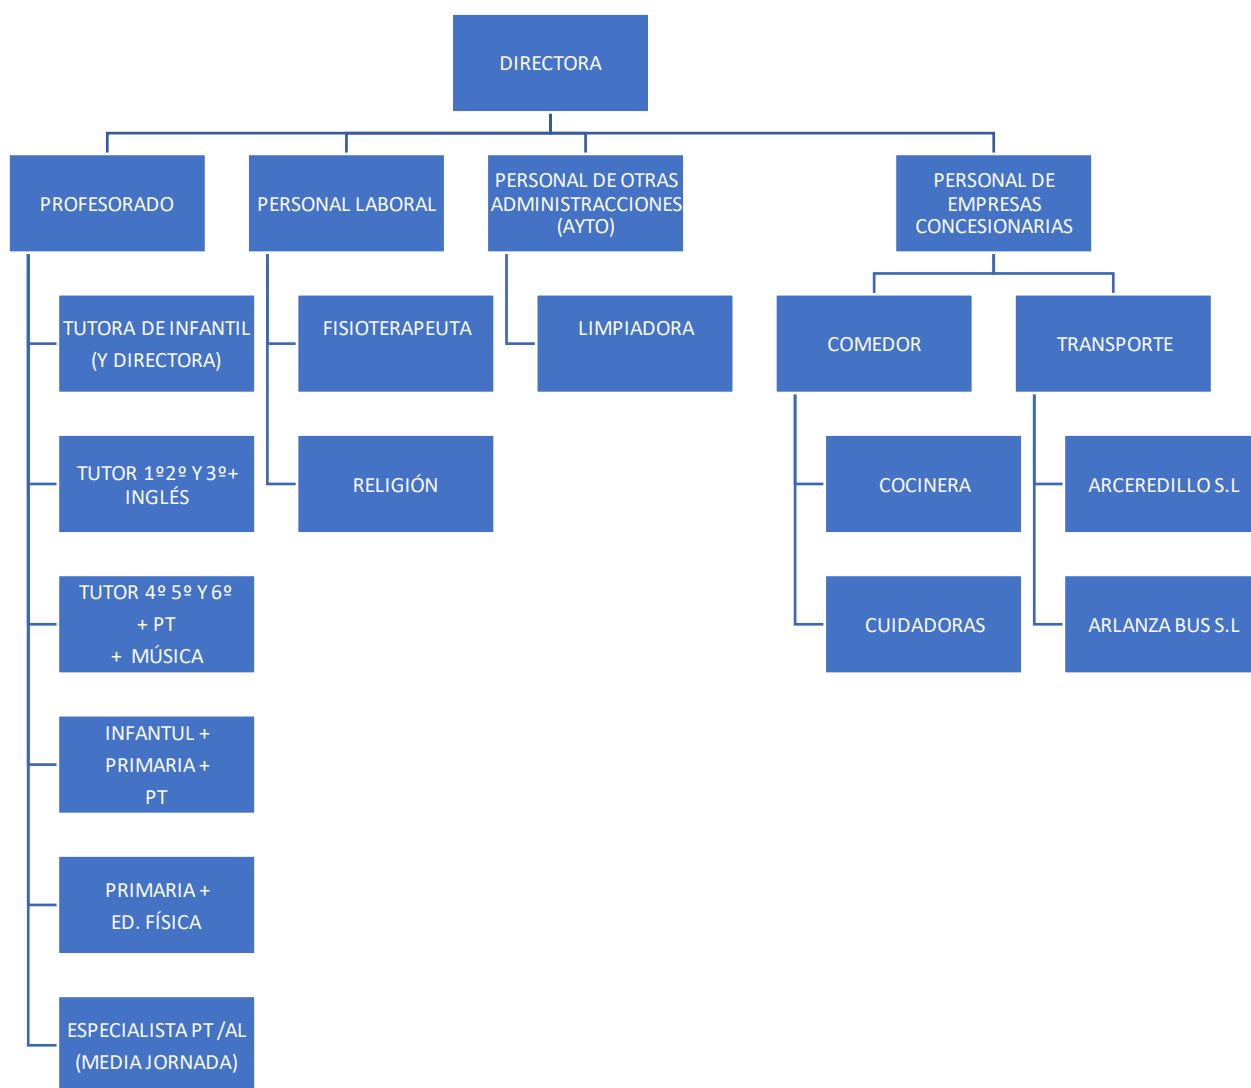 DIRECTORA
PROFESORADO
PERSONAL LABORAL
PERSONAL DE OTRAS
ADMINISTRACCIONES
(AYTO)
PERSONAL DE
EMPRESAS
CONCESIONARIAS
TUTORA DE INFANTIL
(Y DIRECTORA)
FISIOTERAPEUTA
LIMPIADORA
COMEDOR
TRANSPORTE
TUTOR 1º2º Y 3º+
INGLÉS
RELIGIÓN
COCINERA
ARCEREDILLO S.L
TUTOR 4º 5º Y 6º
+ PT
+ MÚSICA
CUIDADORAS
ARLANZA BUS S.L
INFANTUL +
PRIMARIA +
PT
PRIMARIA +
ED. FÍSICA
ESPECIALISTA PT /AL
(MEDIA JORNADA)